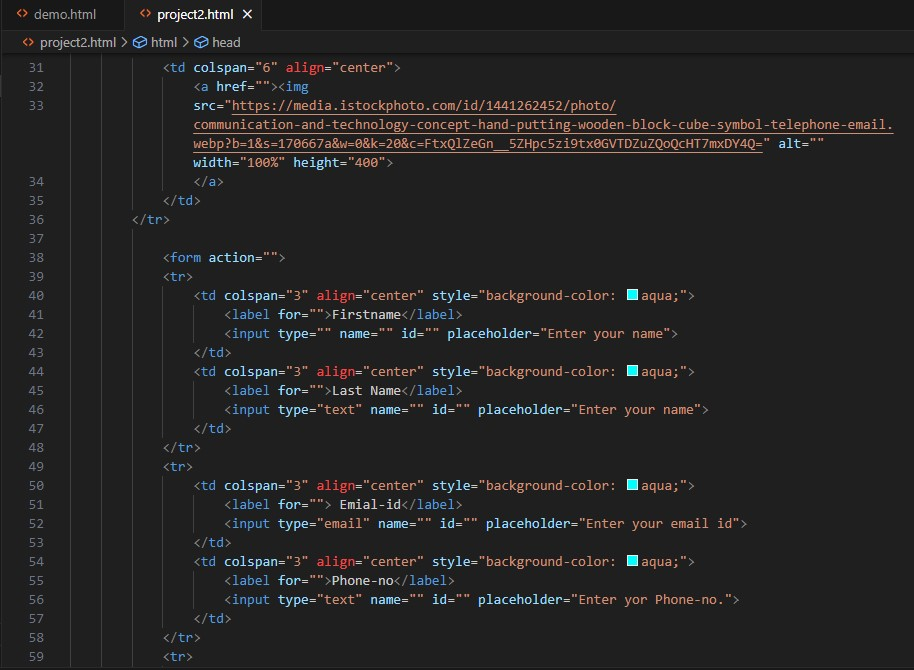 demo.html project2.html
project2.html > html > head
31 <td colspan="6" align="center">
32 <a href=""><img
33 src="https://media.istockphoto.com/id/1441262452/photo/
communication-and-technology-concept-hand-putting-wooden-block-cube-symbol-telephone-email.
webp?b=1&s=170667a&w=0&k=20&c=FtxQlZeGn__5ZHpc5zi9tx0GVTDZuZQoQcHT7mxDY4Q=" alt=""
width="100%" height="400">
34 </a>
35 </td>
36 </tr>
37
38 <form action="">
39 <tr>
40 <td colspan="3" align="center" style="background-color: aqua;">
41 <label for="">Firstname</label>
42 <input type="" name="" id="" placeholder="Enter your name">
43 </td>
44 <td colspan="3" align="center" style="background-color: aqua;">
45 <label for="">Last Name</label>
46 <input type="text" name="" id="" placeholder="Enter your name">
47 </td>
48 </tr>
49 <tr>
50 <td colspan="3" align="center" style="background-color: aqua;">
51 <label for=""> Emial-id</label>
52 <input type="email" name="" id="" placeholder="Enter your email id">
53 </td>
54 <td colspan="3" align="center" style="background-color: aqua;">
55 <label for="">Phone-no</label>
56 <input type="text" name="" id="" placeholder="Enter yor Phone-no.">
57 </td>
58 </tr>
59 <tr>